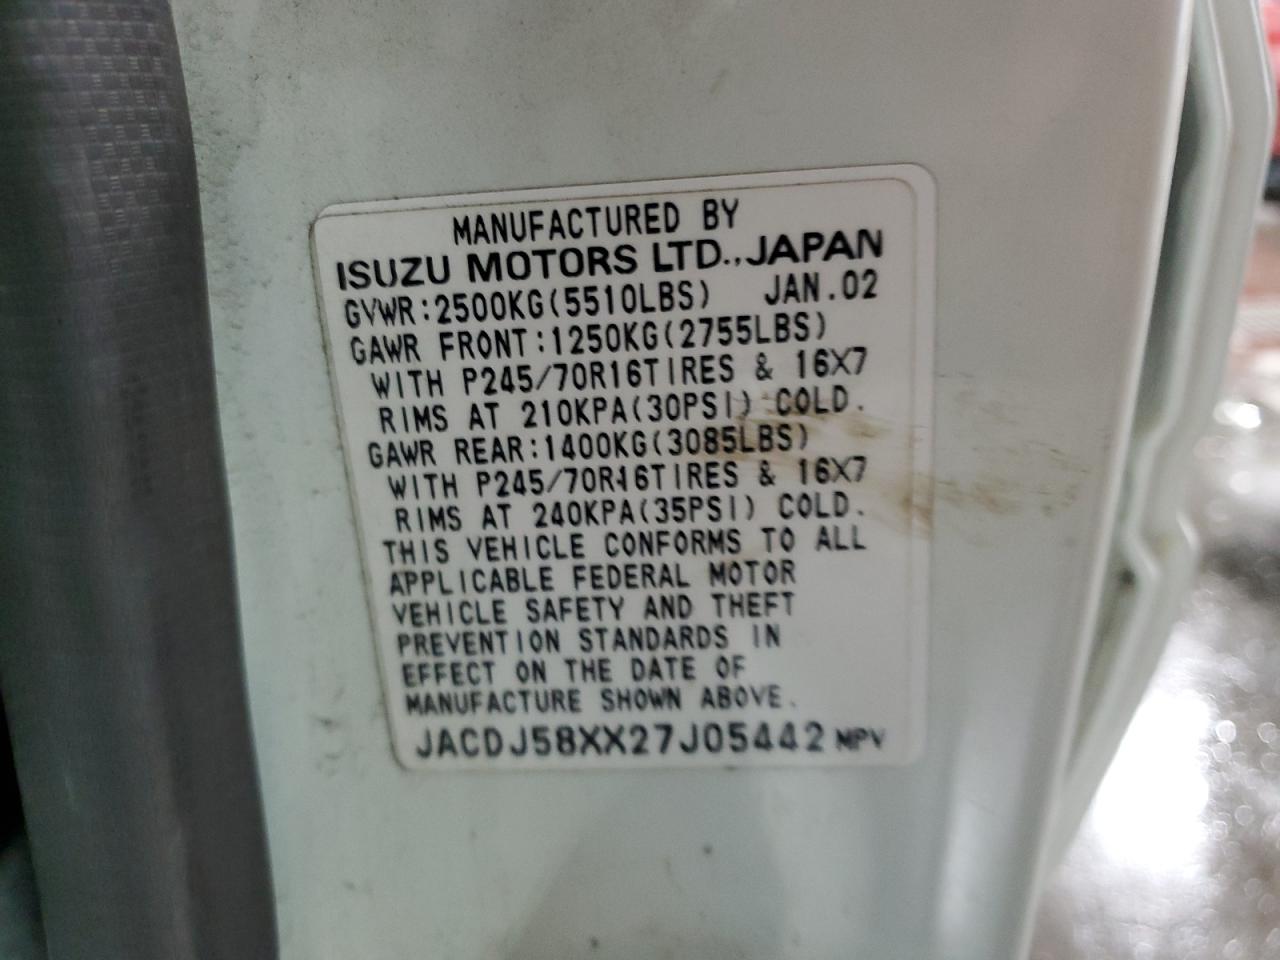 MANUFACTURED BY
ISUZU MOTORS LTD.,JAPAN
GVWR:2500KG(5510LBS) JAN.02
GAWR FRONT:1250KG(2755LBS)
WITH P245/70R16TIRES & 16X7
RIMS AT 210KPA(30PSI) COLD.
GAWR REAR:1400KG(3085LBS)
WITH P245/70R16TIRES & 16X7
RIMS AT 240KPA(35PSI) COLD.
THIS VEHICLE CONFORMS TO ALL
APPLICABLE FEDERAL MOTOR
VEHICLE SAFETY AND THEFT
PREVENTION STANDARDS IN
EFFECT ON THE DATE OF
MANUFACTURE SHOWN ABOVE.
JACDJ58XX27J05442 MPV